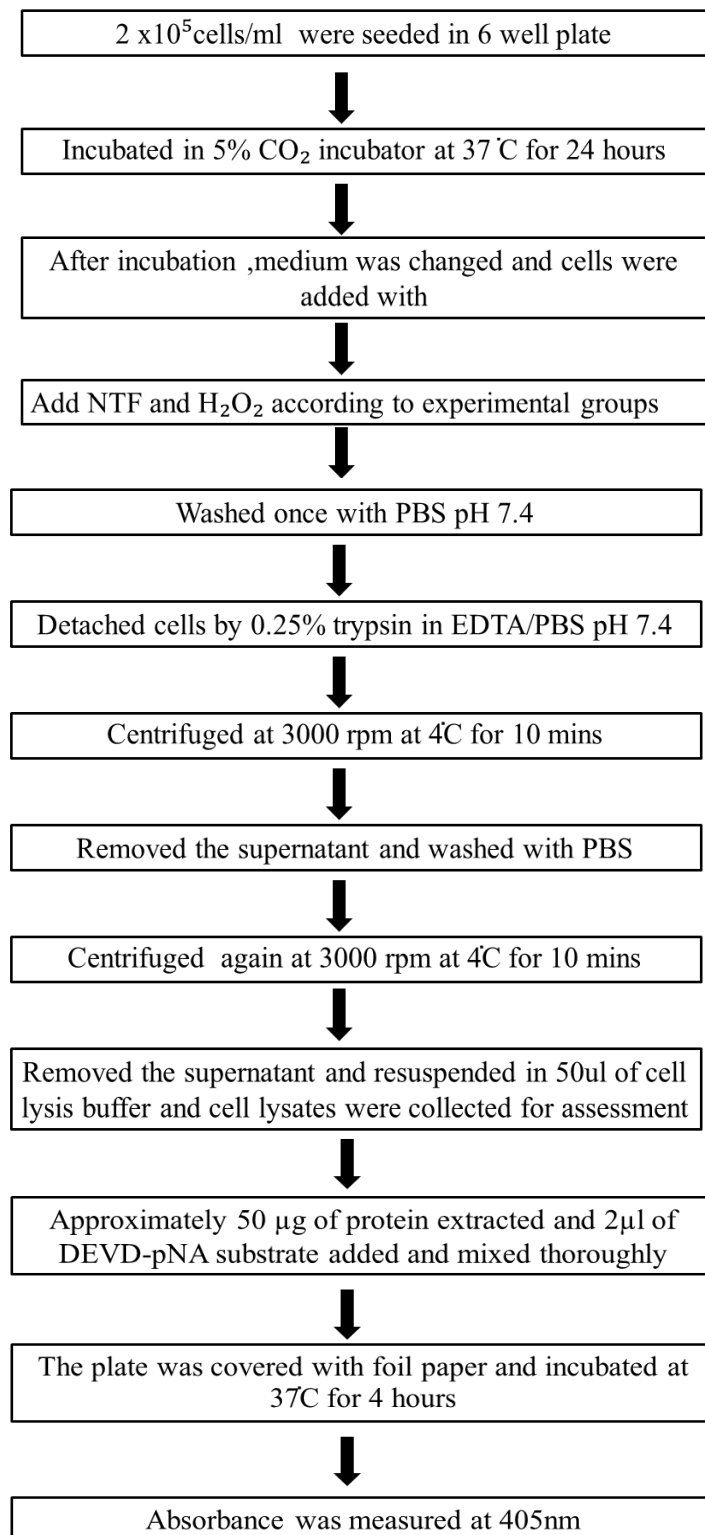 2 x10⁵cells/ml were seeded in 6 well plate
Incubated in 5% CO₂ incubator at 37 ̇C for 24 hours
After incubation ,medium was changed and cells were
added with
Add NTF and H₂O₂ according to experimental groups
Washed once with PBS pH 7.4
Detached cells by 0.25% trypsin in EDTA/PBS pH 7.4
Centrifuged at 3000 rpm at 4̇C for 10 mins
Removed the supernatant and washed with PBS
Centrifuged again at 3000 rpm at 4̇C for 10 mins
Removed the supernatant and resuspended in 50ul of cell
lysis buffer and cell lysates were collected for assessment
Approximately 50 µg of protein extracted and 2µl of
DEVD-pNA substrate added and mixed thoroughly
The plate was covered with foil paper and incubated at
37̇C for 4 hours
Absorbance was measured at 405nm